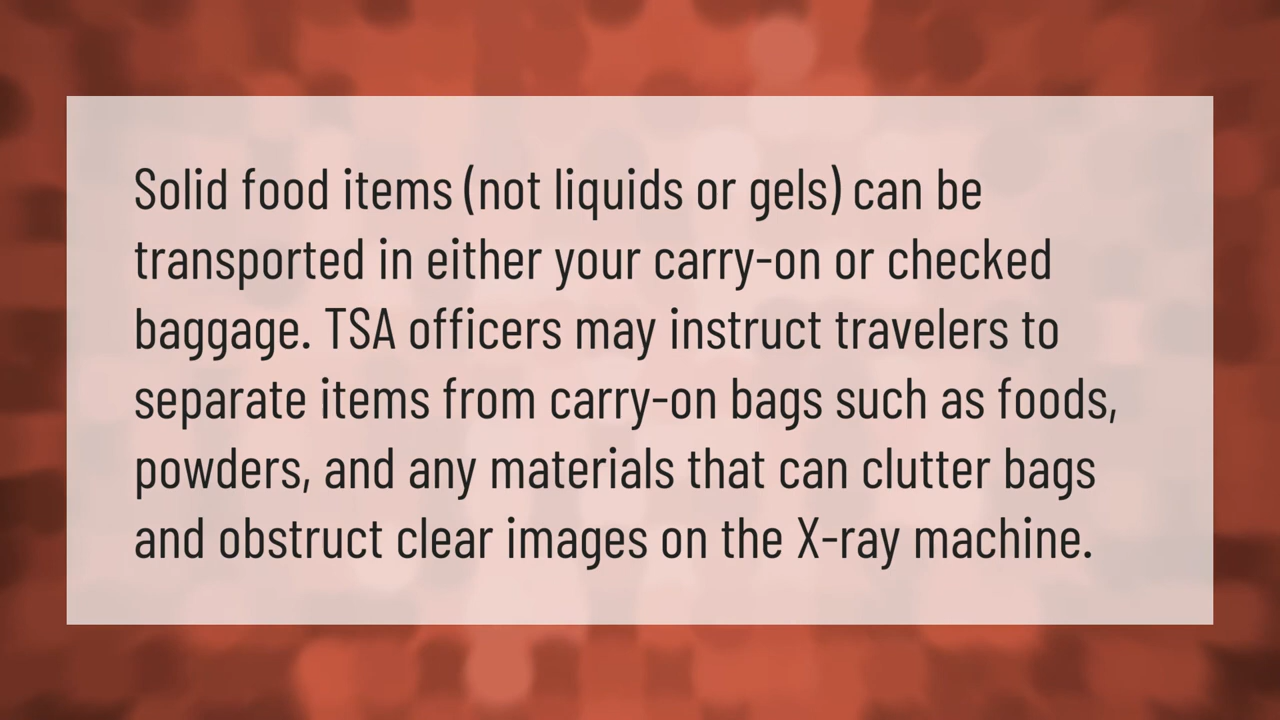 Solid food items (not liquids or gels) can be
transported in either your carry-on or checked
baggage. TSA officers may instruct travelers to
separate items from carry-on bags such as foods,
powders, and any materials that can clutter bags
and obstruct clear images on the X-ray machine.